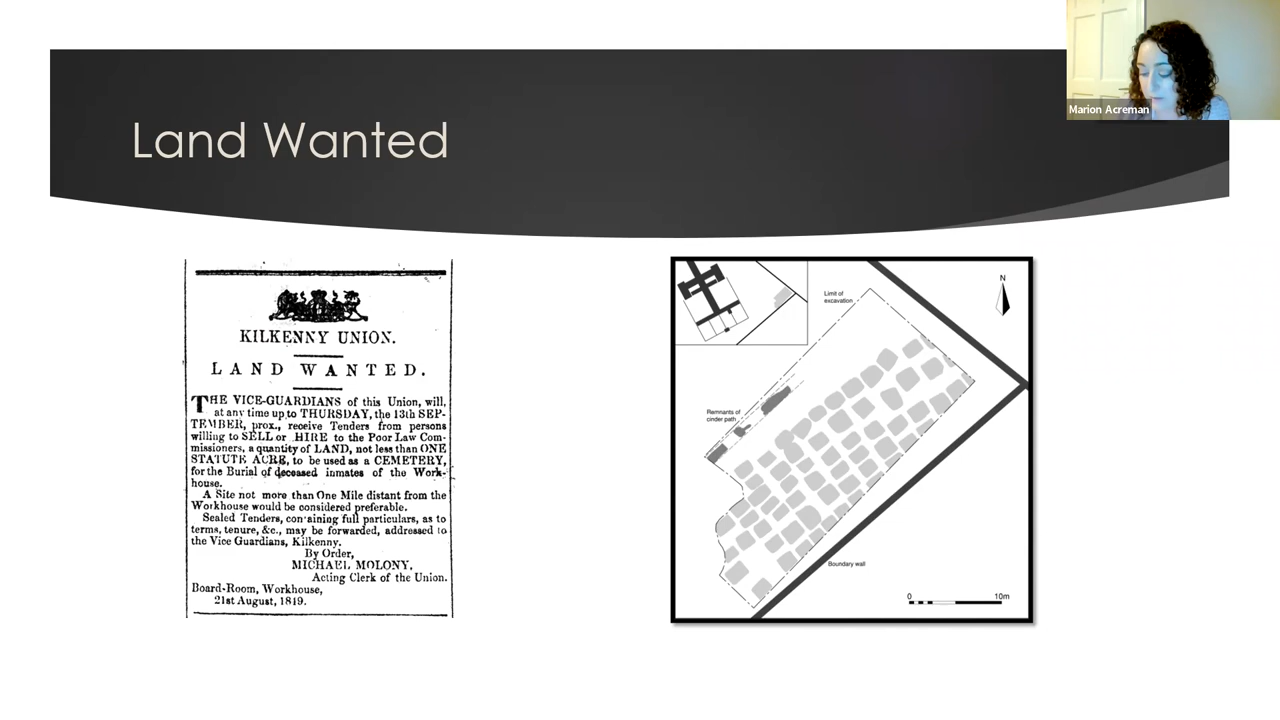 Marion Acreman
Land Wanted
KILKENNY UNION.
LAND WANTED.
THE VICE-GUARDIANS of this Union, will,
at any time up to THURSDAY, the 13th SEP-
TEMBER, prox., receive Tenders from persons
willing to SELL or HIRE to the Poor Law Com-
missioners, a quantity of LAND, not less than ONE
STATUTE ACRE, to be used as a CEMETERY,
for the Burial of deceased inmates of the Work-
house.
A Site not more than One Mile distant from the
Workhouse would be considered preferable.
Sealed Tenders, containing full particulars, as to
terms, tenure, &c., may be forwarded, addressed to
the Vice Guardians, Kilkenny.
By Order,
MICHAEL MOLONY,
Acting Clerk of the Union.
Board-Room, Workhouse,
21st August, 1849.
Limit of
excavation
N
Remnants of
cinder path
Boundary wall
0 10m